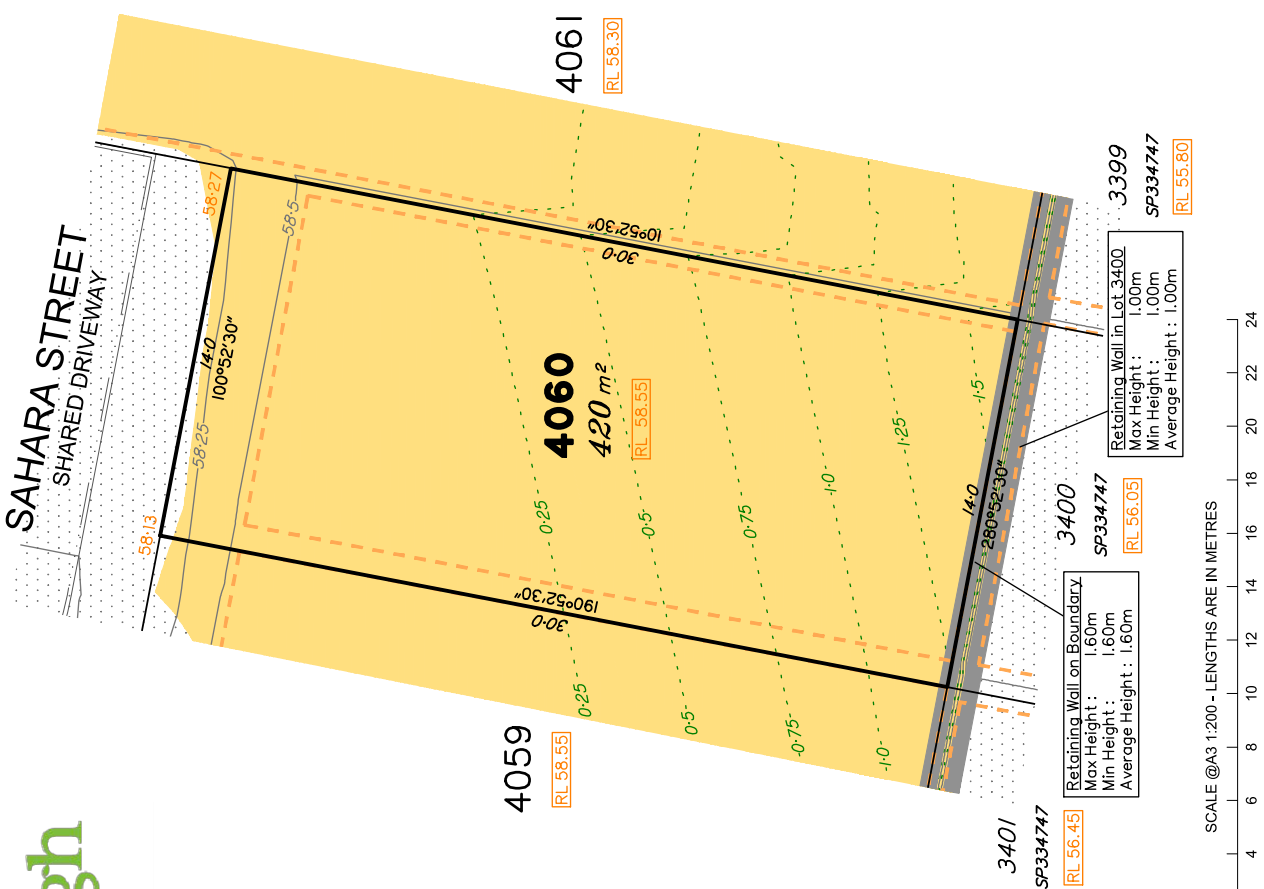 SAHARA STREET
SHARED DRIVEWAY
4061
RL 58.30
58·27
58·13
14·0
100°52'30"
58·25
58·5
10°52'30"
30·0
4060
420 m²
RL 58.55
0·25
0·5
0·75
1·0
1·25
1·5
190°52'30"
30·0
0·25
0·5
0·75
1·0
4059
RL 58.55
14·0
280°52'30"
3399
SP334747
RL 55.80
3400
SP334747
RL 56.05
3401
SP334747
RL 56.45
Retaining Wall in Lot 3400
Max Height : 1.00m
Min Height : 1.00m
Average Height : 1.00m
Retaining Wall on Boundary
Max Height : 1.60m
Min Height : 1.60m
Average Height : 1.60m
SCALE @A3 1:200 - LENGTHS ARE IN METRES
4 6 8 10 12 14 16 18 20 22 24
gh